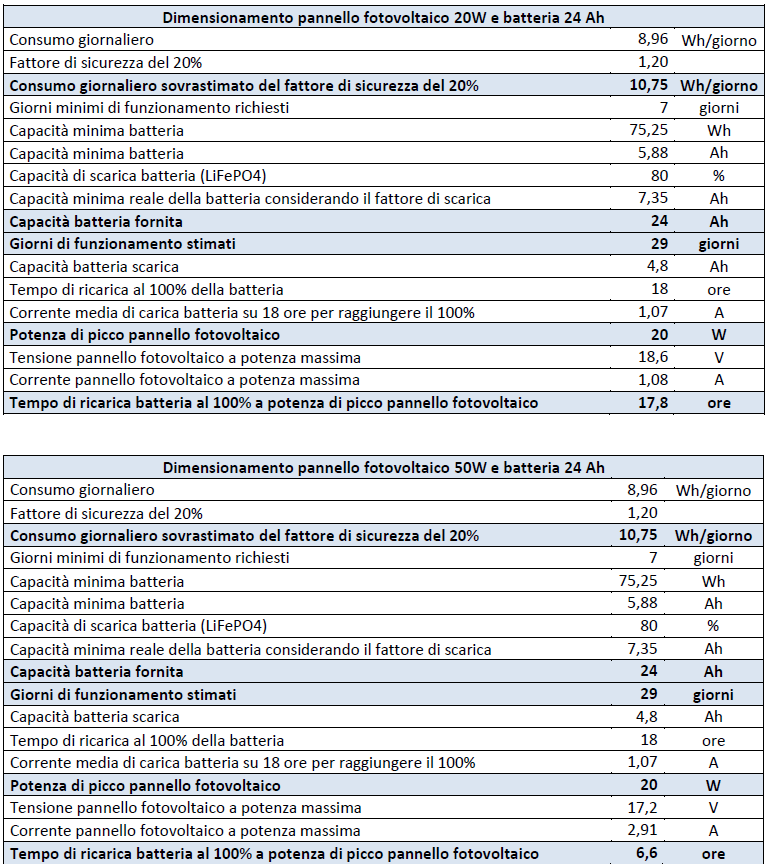 Dimensionamento pannello fotovoltaico 20W e batteria 24 Ah
Consumo giornaliero 8,96 Wh/giorno
Fattore di sicurezza del 20% 1,20
Consumo giornaliero sovrastimato del fattore di sicurezza del 20% 10,75 Wh/giorno
Giorni minimi di funzionamento richiesti 7 giorni
Capacità minima batteria 75,25 Wh
Capacità minima batteria 5,88 Ah
Capacità di scarica batteria (LiFePO4) 80 %
Capacità minima reale della batteria considerando il fattore di scarica 7,35 Ah
Capacità batteria fornita 24 Ah
Giorni di funzionamento stimati 29 giorni
Capacità batteria scarica 4,8 Ah
Tempo di ricarica al 100% della batteria 18 ore
Corrente media di carica batteria su 18 ore per raggiungere il 100% 1,07 A
Potenza di picco pannello fotovoltaico 20 W
Tensione pannello fotovoltaico a potenza massima 18,6 V
Corrente pannello fotovoltaico a potenza massima 1,08 A
Tempo di ricarica batteria al 100% a potenza di picco pannello fotovoltaico 17,8 ore
Dimensionamento pannello fotovoltaico 50W e batteria 24 Ah
Consumo giornaliero 8,96 Wh/giorno
Fattore di sicurezza del 20% 1,20
Consumo giornaliero sovrastimato del fattore di sicurezza del 20% 10,75 Wh/giorno
Giorni minimi di funzionamento richiesti 7 giorni
Capacità minima batteria 75,25 Wh
Capacità minima batteria 5,88 Ah
Capacità di scarica batteria (LiFePO4) 80 %
Capacità minima reale della batteria considerando il fattore di scarica 7,35 Ah
Capacità batteria fornita 24 Ah
Giorni di funzionamento stimati 29 giorni
Capacità batteria scarica 4,8 Ah
Tempo di ricarica al 100% della batteria 18 ore
Corrente media di carica batteria su 18 ore per raggiungere il 100% 1,07 A
Potenza di picco pannello fotovoltaico 20 W
Tensione pannello fotovoltaico a potenza massima 17,2 V
Corrente pannello fotovoltaico a potenza massima 2,91 A
Tempo di ricarica batteria al 100% a potenza di picco pannello fotovoltaico 6,6 ore